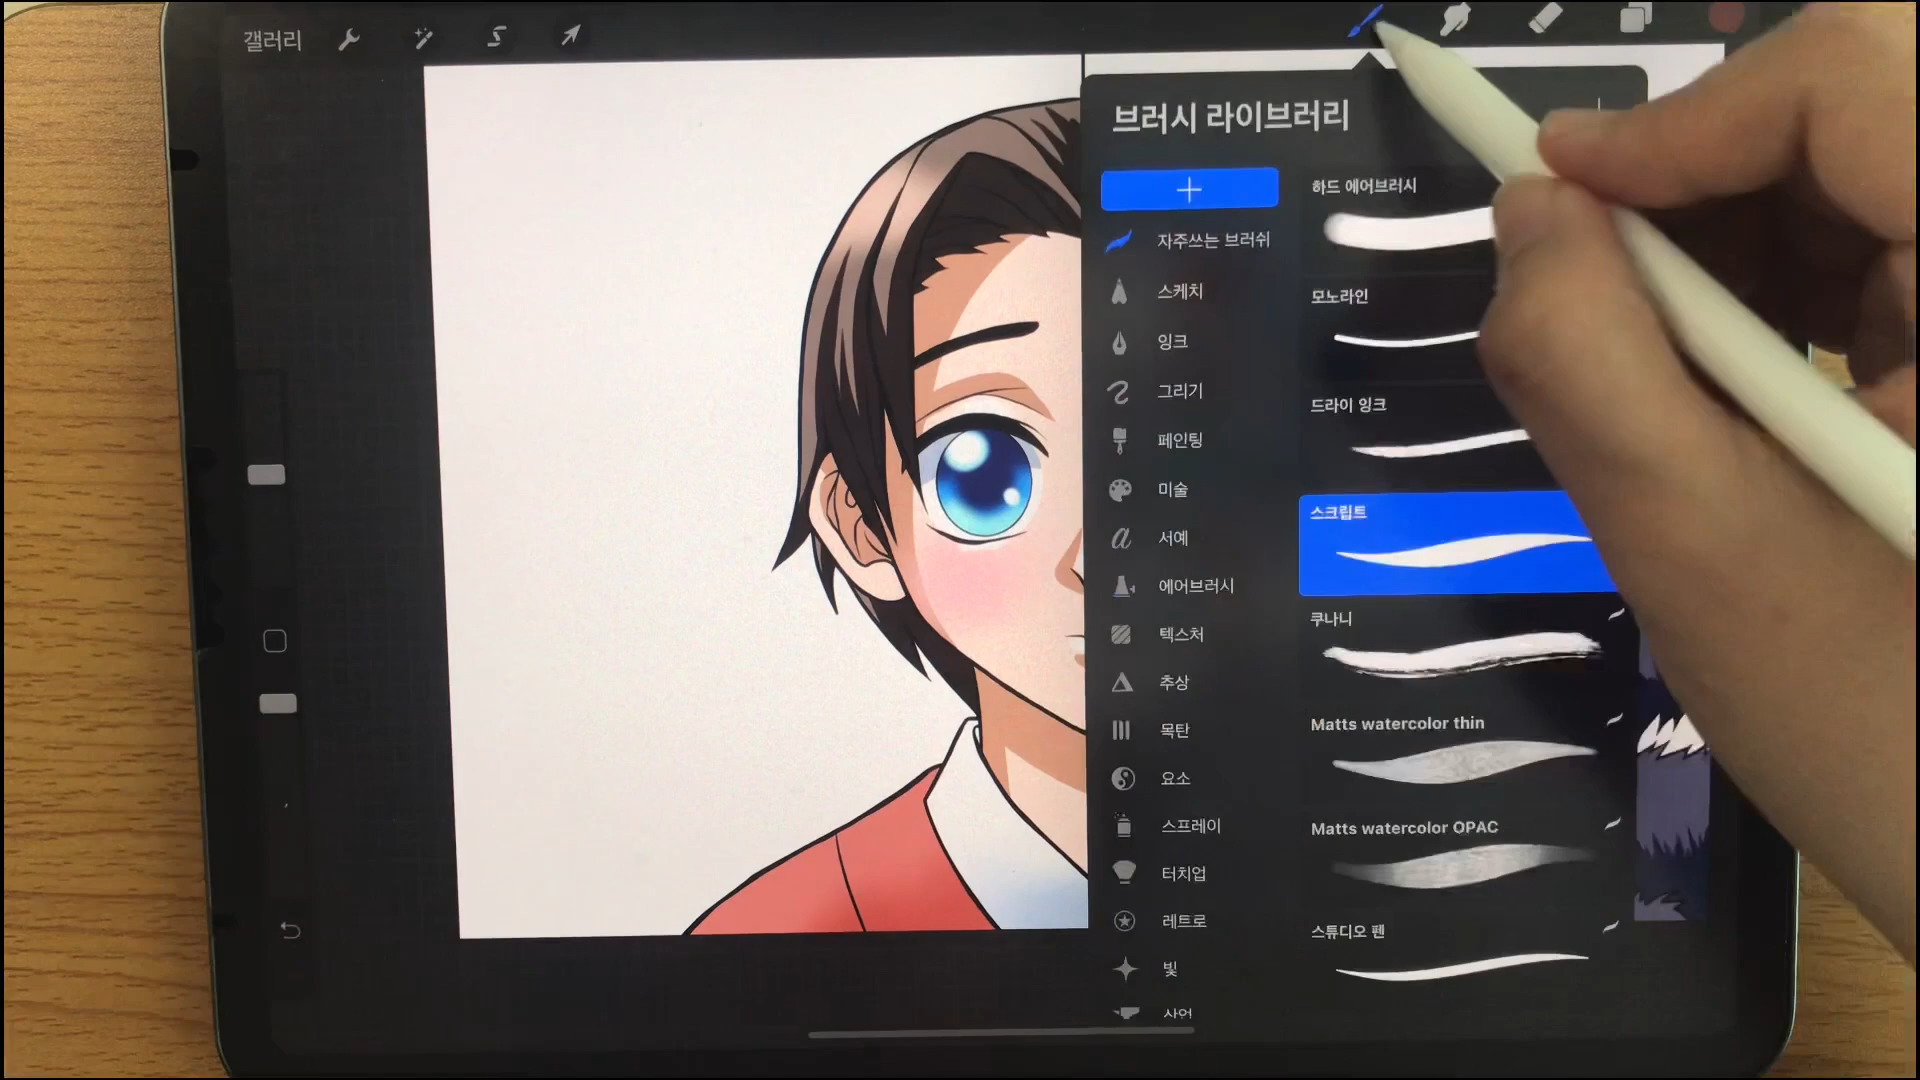 갤러리
브러시 라이브러리
자주쓰는 브러쉬
스케치
잉크
그리기
페인팅
미술
서예
에어브러시
텍스처
추상
목탄
요소
스프레이
터치업
레트로
빛
산업
하드 에어브러시
모노라인
드라이 잉크
스크립트
쿠나니
Matts watercolor thin
Matts watercolor OPAC
스튜디오 펜